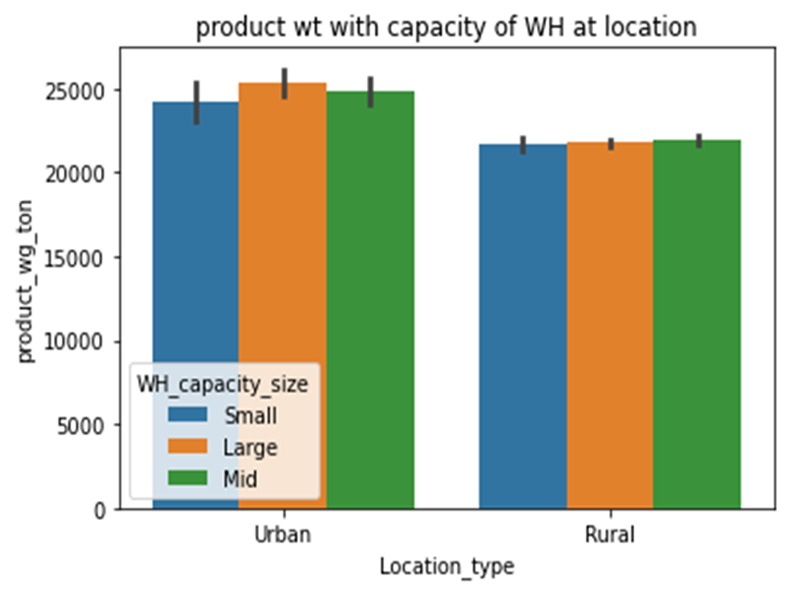 product wt with capacity of WH at location
product_wg_ton
25000
20000
15000
10000
5000
0
WH_capacity_size
Small
Large
Mid
Urban
Rural
Location_type